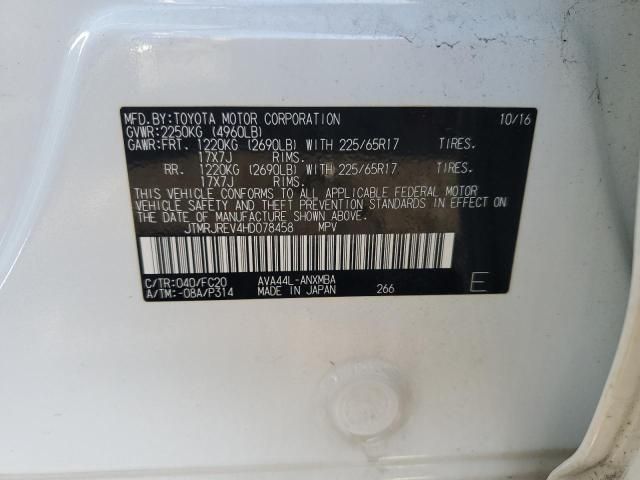 MFD.BY:TOYOTA MOTOR CORPORATION 10/16
GVWR:2250KG (4960LB)
GAWR:FRT. 1220KG (2690LB) WITH 225/65R17 TIRES.
17X7J RIMS.
RR. 1220KG (2690LB) WITH 225/65R17 TIRES.
17X7J RIMS.
THIS VEHICLE CONFORMS TO ALL APPLICABLE FEDERAL MOTOR
VEHICLE SAFETY AND THEFT PREVENTION STANDARDS IN EFFECT
ON THE DATE OF MANUFACTURE SHOWN ABOVE.
JTMRJREV4HD078458 MPV
C/TR:040/FC20 AVA44L-ANXMBA
A/TM:-08A/P314 MADE IN JAPAN 266 E